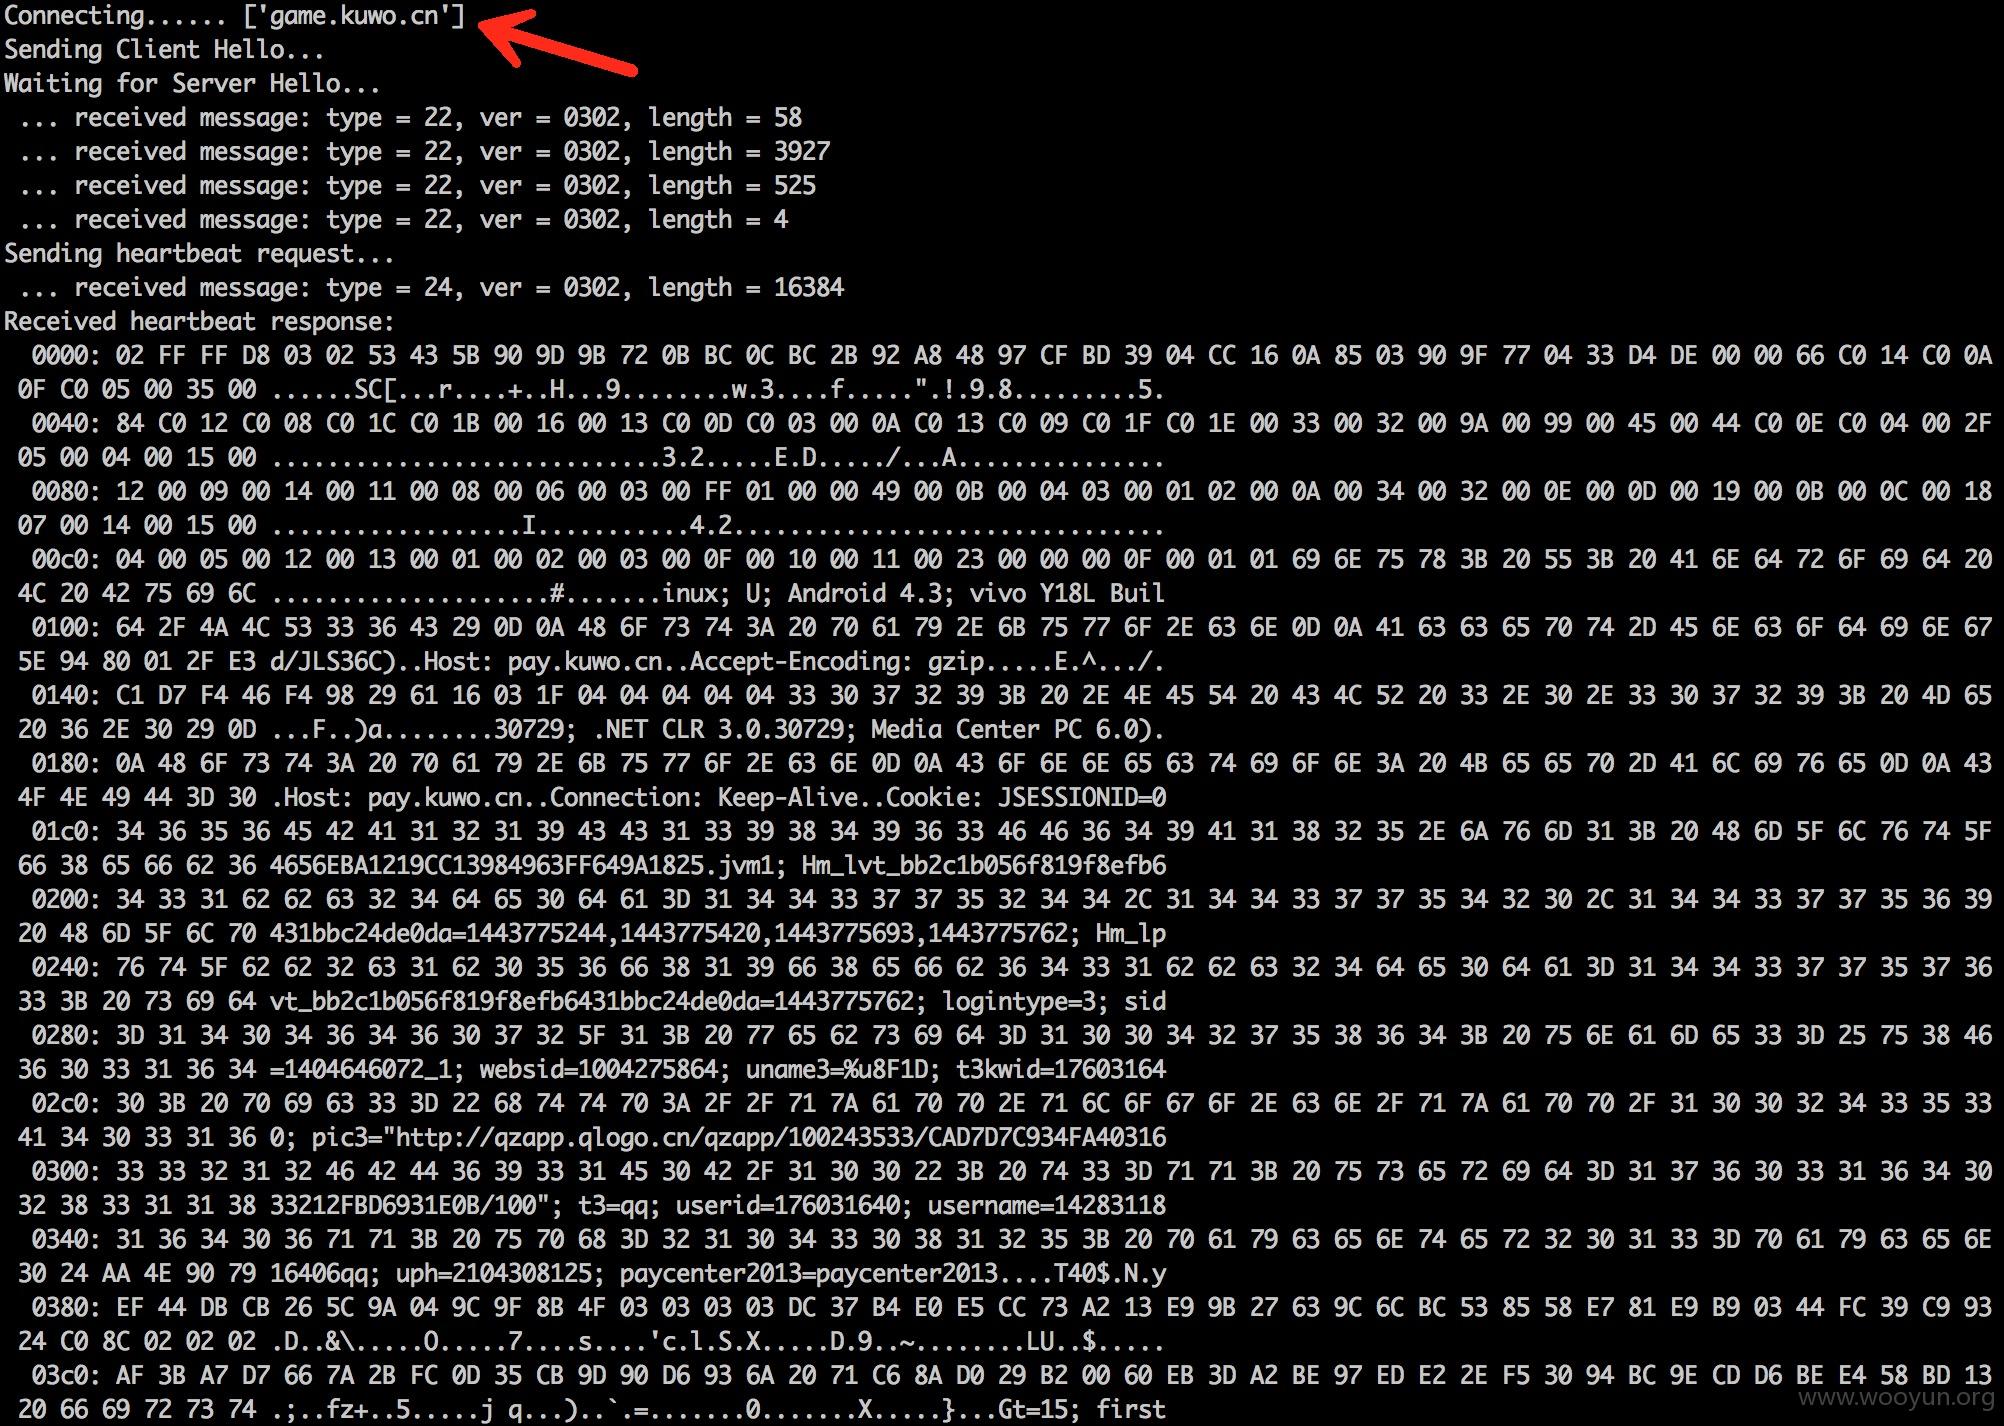 Connecting...... ['game.kuwo.cn']
Sending Client Hello...
Waiting for Server Hello...
 ... received message: type = 22, ver = 0302, length = 58
 ... received message: type = 22, ver = 0302, length = 3927
 ... received message: type = 22, ver = 0302, length = 525
 ... received message: type = 22, ver = 0302, length = 4
Sending heartbeat request...
 ... received message: type = 24, ver = 0302, length = 16384
Received heartbeat response:
  0000: 02 FF FF D8 03 02 53 43 5B 90 9D 9B 72 0B BC 0C BC 2B 92 A8 48 97 CF BD 39 04 CC 16 0A 85 03 90 9F 77 04 33 D4 DE 00 00 66 C0 14 C0 0A
 0F C0 05 00 35 00 ......SC[...r....+..H...9........w.3....f.....".!.9.8.........5.
  0040: 84 C0 12 C0 08 C0 1C C0 1B 00 16 00 13 C0 0D C0 03 00 0A C0 13 C0 09 C0 1F C0 1E 00 33 00 32 00 9A 00 99 00 45 00 44 C0 0E C0 04 00 2F
 05 00 04 00 15 00 ............................3.2.....E.D...../...A...............
  0080: 12 00 09 00 14 00 11 00 08 00 06 00 03 00 FF 01 00 00 49 00 0B 00 04 03 00 01 02 00 0A 00 34 00 32 00 0E 00 0D 00 19 00 0B 00 0C 00 18
 07 00 14 00 15 00 ..................I...........4.2...............................
  00c0: 04 00 05 00 12 00 13 00 01 00 02 00 03 00 0F 00 10 00 11 00 23 00 00 00 0F 00 01 01 69 6E 75 78 3B 20 55 3B 20 41 6E 64 72 6F 69 64 20
 4C 20 42 75 69 6C ....................#.......inux; U; Android 4.3; vivo Y18L Buil
  0100: 64 2F 4A 4C 53 33 36 43 29 0D 0A 48 6F 73 74 3A 20 70 61 79 2E 6B 75 77 6F 2E 63 6E 0D 0A 41 63 63 65 70 74 2D 45 6E 63 6F 64 69 6E 67
 5E 94 80 01 2F E3 d/JLS36C)..Host: pay.kuwo.cn..Accept-Encoding: gzip.....E.^.../.
  0140: C1 D7 F4 46 F4 98 29 61 16 03 1F 04 04 04 04 04 33 30 37 32 39 3B 20 2E 4E 45 54 20 43 4C 52 20 33 2E 30 2E 33 30 37 32 39 3B 20 4D 65
 20 36 2E 30 29 0D ...F..)a........30729; .NET CLR 3.0.30729; Media Center PC 6.0).
  0180: 0A 48 6F 73 74 3A 20 70 61 79 2E 6B 75 77 6F 2E 63 6E 0D 0A 43 6F 6E 6E 65 63 74 69 6F 6E 3A 20 4B 65 65 70 2D 41 6C 69 76 65 0D 0A 43
 4F 4E 49 44 3D 30 .Host: pay.kuwo.cn..Connection: Keep-Alive..Cookie: JSESSIONID=0
  01c0: 34 36 35 36 45 42 41 31 32 31 39 43 43 31 33 39 38 34 39 36 33 46 46 36 34 39 41 31 38 32 35 2E 6A 76 6D 31 3B 20 48 6D 5F 6C 76 74 5F
 66 38 65 66 62 36 4656EBA1219CC13984963FF649A1825.jvm1; Hm_lvt_bb2c1b056f819f8efb6
  0200: 34 33 31 62 62 63 32 34 64 65 30 64 61 3D 31 34 34 33 37 37 35 32 34 34 2C 31 34 34 33 37 37 35 34 32 30 2C 31 34 34 33 37 37 35 36 39
 20 48 6D 5F 6C 70 431bbc24de0da=1443775244,1443775420,1443775693,1443775762; Hm_lp
  0240: 76 74 5F 62 62 32 63 31 62 30 35 36 66 38 31 39 66 38 65 66 62 36 34 33 31 62 62 63 32 34 64 65 30 64 61 3D 31 34 34 33 37 37 35 37 36
 33 3B 20 73 69 64 vt_bb2c1b056f819f8efb6431bbc24de0da=1443775762; logintype=3; sid
  0280: 3D 31 34 30 34 36 34 36 30 37 32 5F 31 3B 20 77 65 62 73 69 64 3D 31 30 30 34 32 37 35 38 36 34 3B 20 75 6E 61 6D 65 33 3D 25 75 38 46
 36 30 33 31 36 34 =1404646072_1; websid=1004275864; uname3=%u8F1D; t3kwid=17603164
  02c0: 30 3B 20 70 69 63 33 3D 22 68 74 74 70 3A 2F 2F 71 7A 61 70 70 2E 71 6C 6F 67 6F 2E 63 6E 2F 71 7A 61 70 70 2F 31 30 30 32 34 33 35 33
 41 34 30 33 31 36 0; pic3="http://qzapp.qlogo.cn/qzapp/100243533/CAD7D7C934FA40316
  0300: 33 33 32 31 32 46 42 44 36 39 33 31 45 30 42 2F 31 30 30 22 3B 20 74 33 3D 71 71 3B 20 75 73 65 72 69 64 3D 31 37 36 30 33 31 36 34 30
 32 38 33 31 31 38 33212FBD6931E0B/100"; t3=qq; userid=176031640; username=14283118
  0340: 31 36 34 30 36 71 71 3B 20 75 70 68 3D 32 31 30 34 33 30 38 31 32 35 3B 20 70 61 79 63 65 6E 74 65 72 32 30 31 33 3D 70 61 79 63 65 6E
 30 24 AA 4E 90 79 16406qq; uph=2104308125; paycenter2013=paycenter2013....T40$.N.y
  0380: EF 44 DB CB 26 5C 9A 04 9C 9F 8B 4F 03 03 03 03 DC 37 B4 E0 E5 CC 73 A2 13 E9 9B 27 63 9C 6C BC 53 85 58 E7 81 E9 B9 03 44 FC 39 C9 93
 24 C0 8C 02 02 02 .D..&\.....O.....7....s....'c.l.S.X.....D.9..~........LU..$.....
  03c0: AF 3B A7 D7 66 7A 2B FC 0D 35 CB 9D 90 D6 93 6A 20 71 C6 8A D0 29 B2 00 60 EB 3D A2 BE 97 ED E2 2E F5 30 94 BC 9E CD D6 BE E4 58 BD 13
 20 66 69 72 73 74 .;..fz+..5.....j q...)..`.=.......0.......X.....}...Gt=15; first
www.wooyun.org